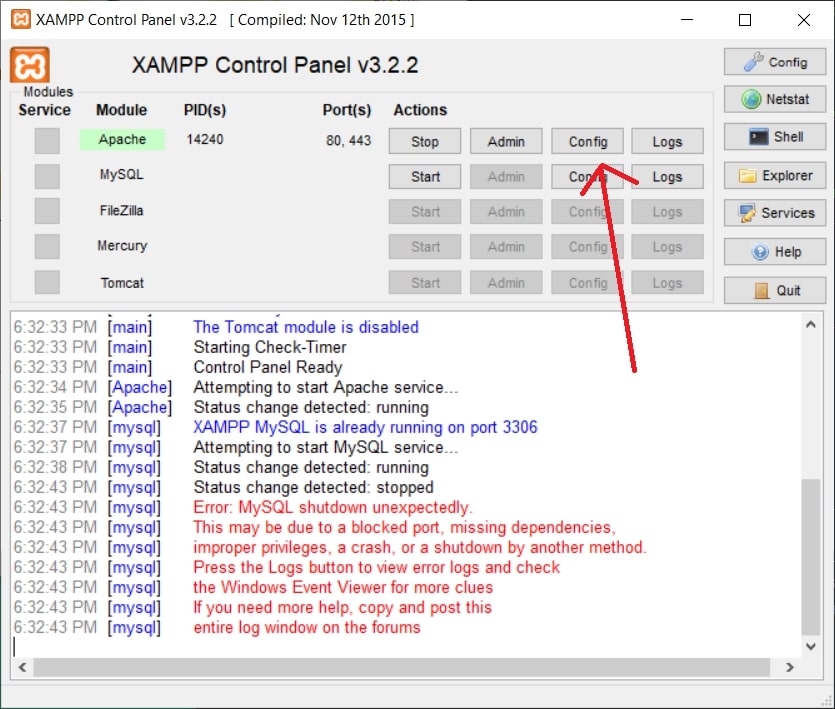 XAMPP Control Panel v3.2.2 [ Compiled: Nov 12th 2015 ]
XAMPP Control Panel v3.2.2
Config
Modules
Service Module PID(s) Port(s) Actions
Netstat
Apache 14240 80, 443 Stop Admin Config Logs
Shell
MySQL Start Admin Config Logs
Explorer
FileZilla Start Admin Config Logs
Services
Mercury Start Admin Config Logs
Help
Tomcat Start Admin Config Logs
Quit
6:32:33 PM [main] The Tomcat module is disabled
6:32:33 PM [main] Starting Check-Timer
6:32:33 PM [main] Control Panel Ready
6:32:34 PM [Apache] Attempting to start Apache service...
6:32:35 PM [Apache] Status change detected: running
6:32:37 PM [mysql] XAMPP MySQL is already running on port 3306
6:32:37 PM [mysql] Attempting to start MySQL service...
6:32:38 PM [mysql] Status change detected: running
6:32:43 PM [mysql] Status change detected: stopped
6:32:43 PM [mysql] Error: MySQL shutdown unexpectedly.
6:32:43 PM [mysql] This may be due to a blocked port, missing dependencies,
6:32:43 PM [mysql] improper privileges, a crash, or a shutdown by another method.
6:32:43 PM [mysql] Press the Logs button to view error logs and check
6:32:43 PM [mysql] the Windows Event Viewer for more clues
6:32:43 PM [mysql] If you need more help, copy and post this
6:32:43 PM [mysql] entire log window on the forums